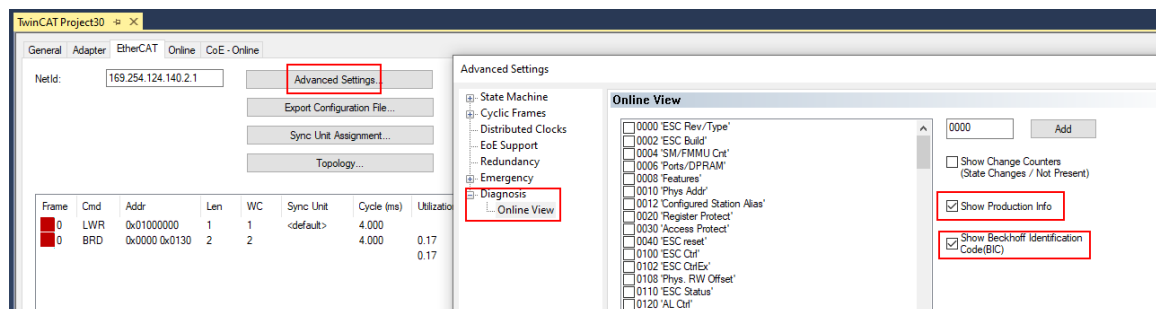 TwinCAT Project30
General Adapter EtherCAT Online CoE - Online
NetId: 169.254.124.140.2.1
Advanced Settings...
Export Configuration File...
Sync Unit Assignment...
Topology...
Frame Cmd Addr Len WC Sync Unit Cycle (ms) Utilizatio
0 LWR 0x01000000 1 1 <default> 4.000
0 BRD 0x0000 0x0130 2 2 4.000 0.17
0.17
Advanced Settings
State Machine
Cyclic Frames
Distributed Clocks
EoE Support
Redundancy
Emergency
Diagnosis
Online View
Online View
0000 'ESC Rev/Type'
0002 'ESC Build'
0004 'SM/FMMU Cnt'
0006 'Ports/DPRAM'
0008 'Features'
0010 'Phys Addr'
0012 'Configured Station Alias'
0020 'Register Protect'
0030 'Access Protect'
0040 'ESC reset'
0100 'ESC Ctrl'
0102 'ESC CtrlEx'
0108 'Phys. RW Offset'
0110 'ESC Status'
0120 'AL Ctrl'
0000 Add
Show Change Counters
(State Changes / Not Present)
Show Production Info
Show Beckhoff Identification
Code(BIC)